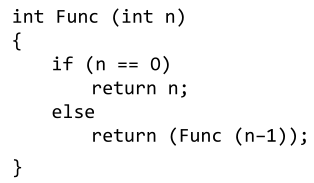 int Func (int n)
{
    if (n == 0)
        return n;
    else
        return (Func (n–1));
}